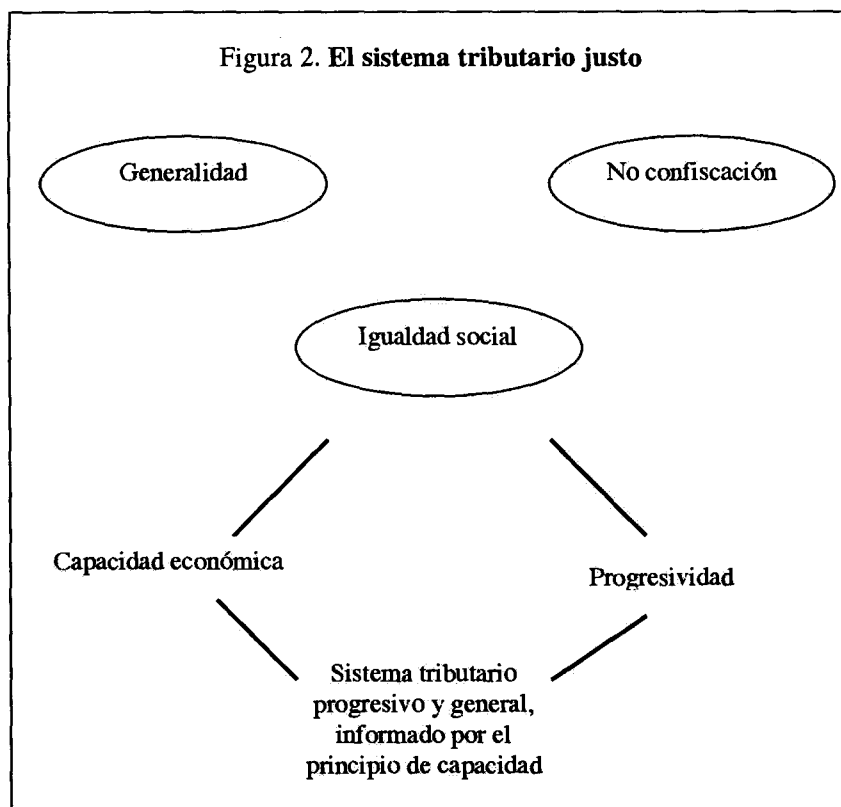 Figura 2. El sistema tributario justo
Generalidad
No confiscación
Igualdad social
Capacidad económica
Progresividad
Sistema tributario
progresivo y general,
informado por el
principio de capacidad